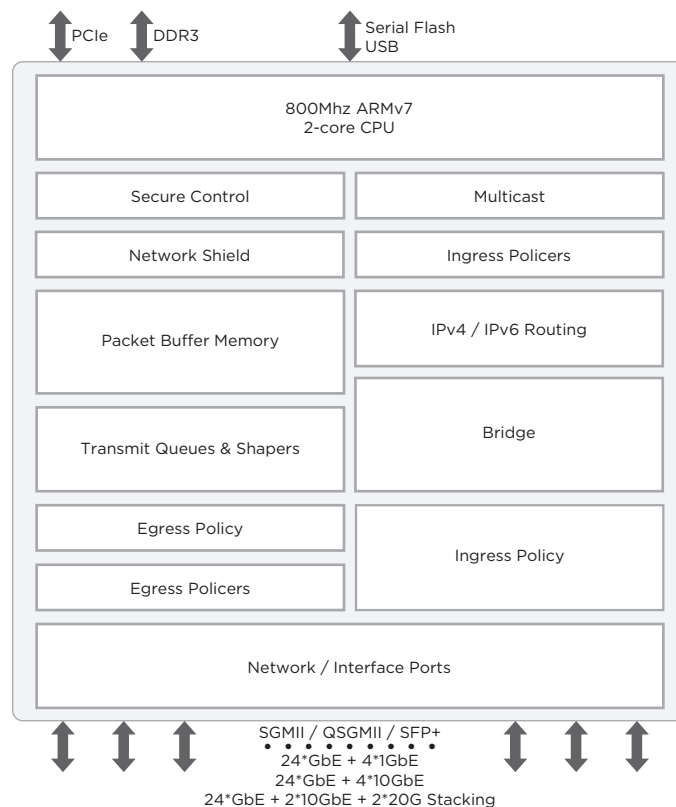 PCIe
DDR3
Serial Flash
USB
800Mhz ARMv7
2-core CPU
Secure Control
Multicast
Network Shield
Ingress Policers
Packet Buffer Memory
IPv4 / IPv6 Routing
Transmit Queues & Shapers
Bridge
Egress Policy
Ingress Policy
Egress Policers
Network / Interface Ports
SGMII / QSGMII / SFP+
24*GbE + 4*1GbE
24*GbE + 4*10GbE
24*GbE + 2*10GbE + 2*20G Stacking